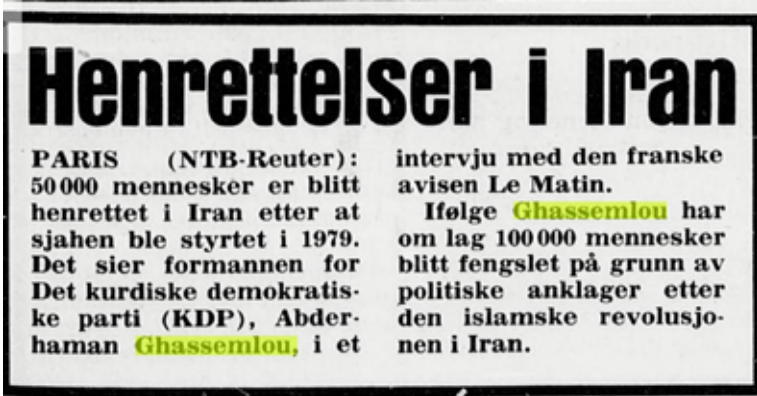 Henrettelser i Iran
PARIS (NTB-Reuter):
50 000 mennesker er blitt
henrettet i Iran etter at
sjahen ble styrtet i 1979.
Det sier formannen for
Det kurdiske demokratis-
ke parti (KDP), Abder-
haman Ghassemlou, i et
intervju med den franske
avisen Le Matin.
Ifølge Ghassemlou har
om lag 100 000 mennesker
blitt fengslet på grunn av
politiske anklager etter
den islamske revolusjo-
nen i Iran.